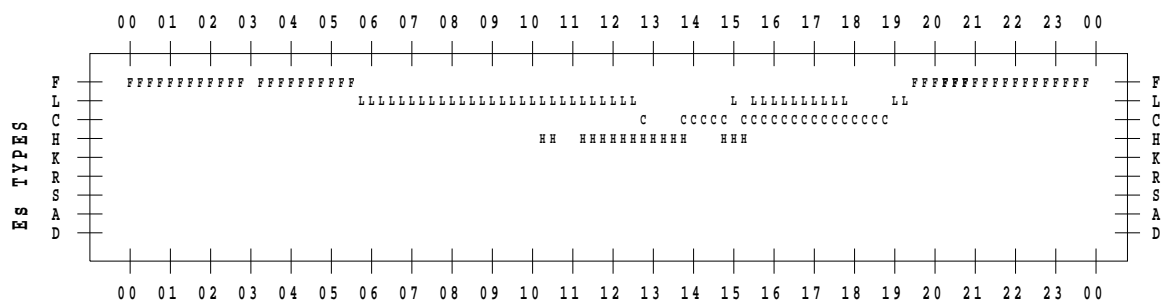 00 01 02 03 04 05 06 07 08 09 10 11 12 13 14 15 16 17 18 19 20 21 22 23 00
Es TYPES
F FFFFFFFFFFFF FFFFFFFFFF FFFFFFFFFFFFFFFFFF F
L LLLLLLLLLLLLLLLLLLLLLLLLLLLL L LLLLLLLLLL LL L
C C CCCCC CCCCCCCCCCCCCCC C
H HH HHHHHHHHHHH HHH H
K K
R R
S S
A A
D D
00 01 02 03 04 05 06 07 08 09 10 11 12 13 14 15 16 17 18 19 20 21 22 23 00